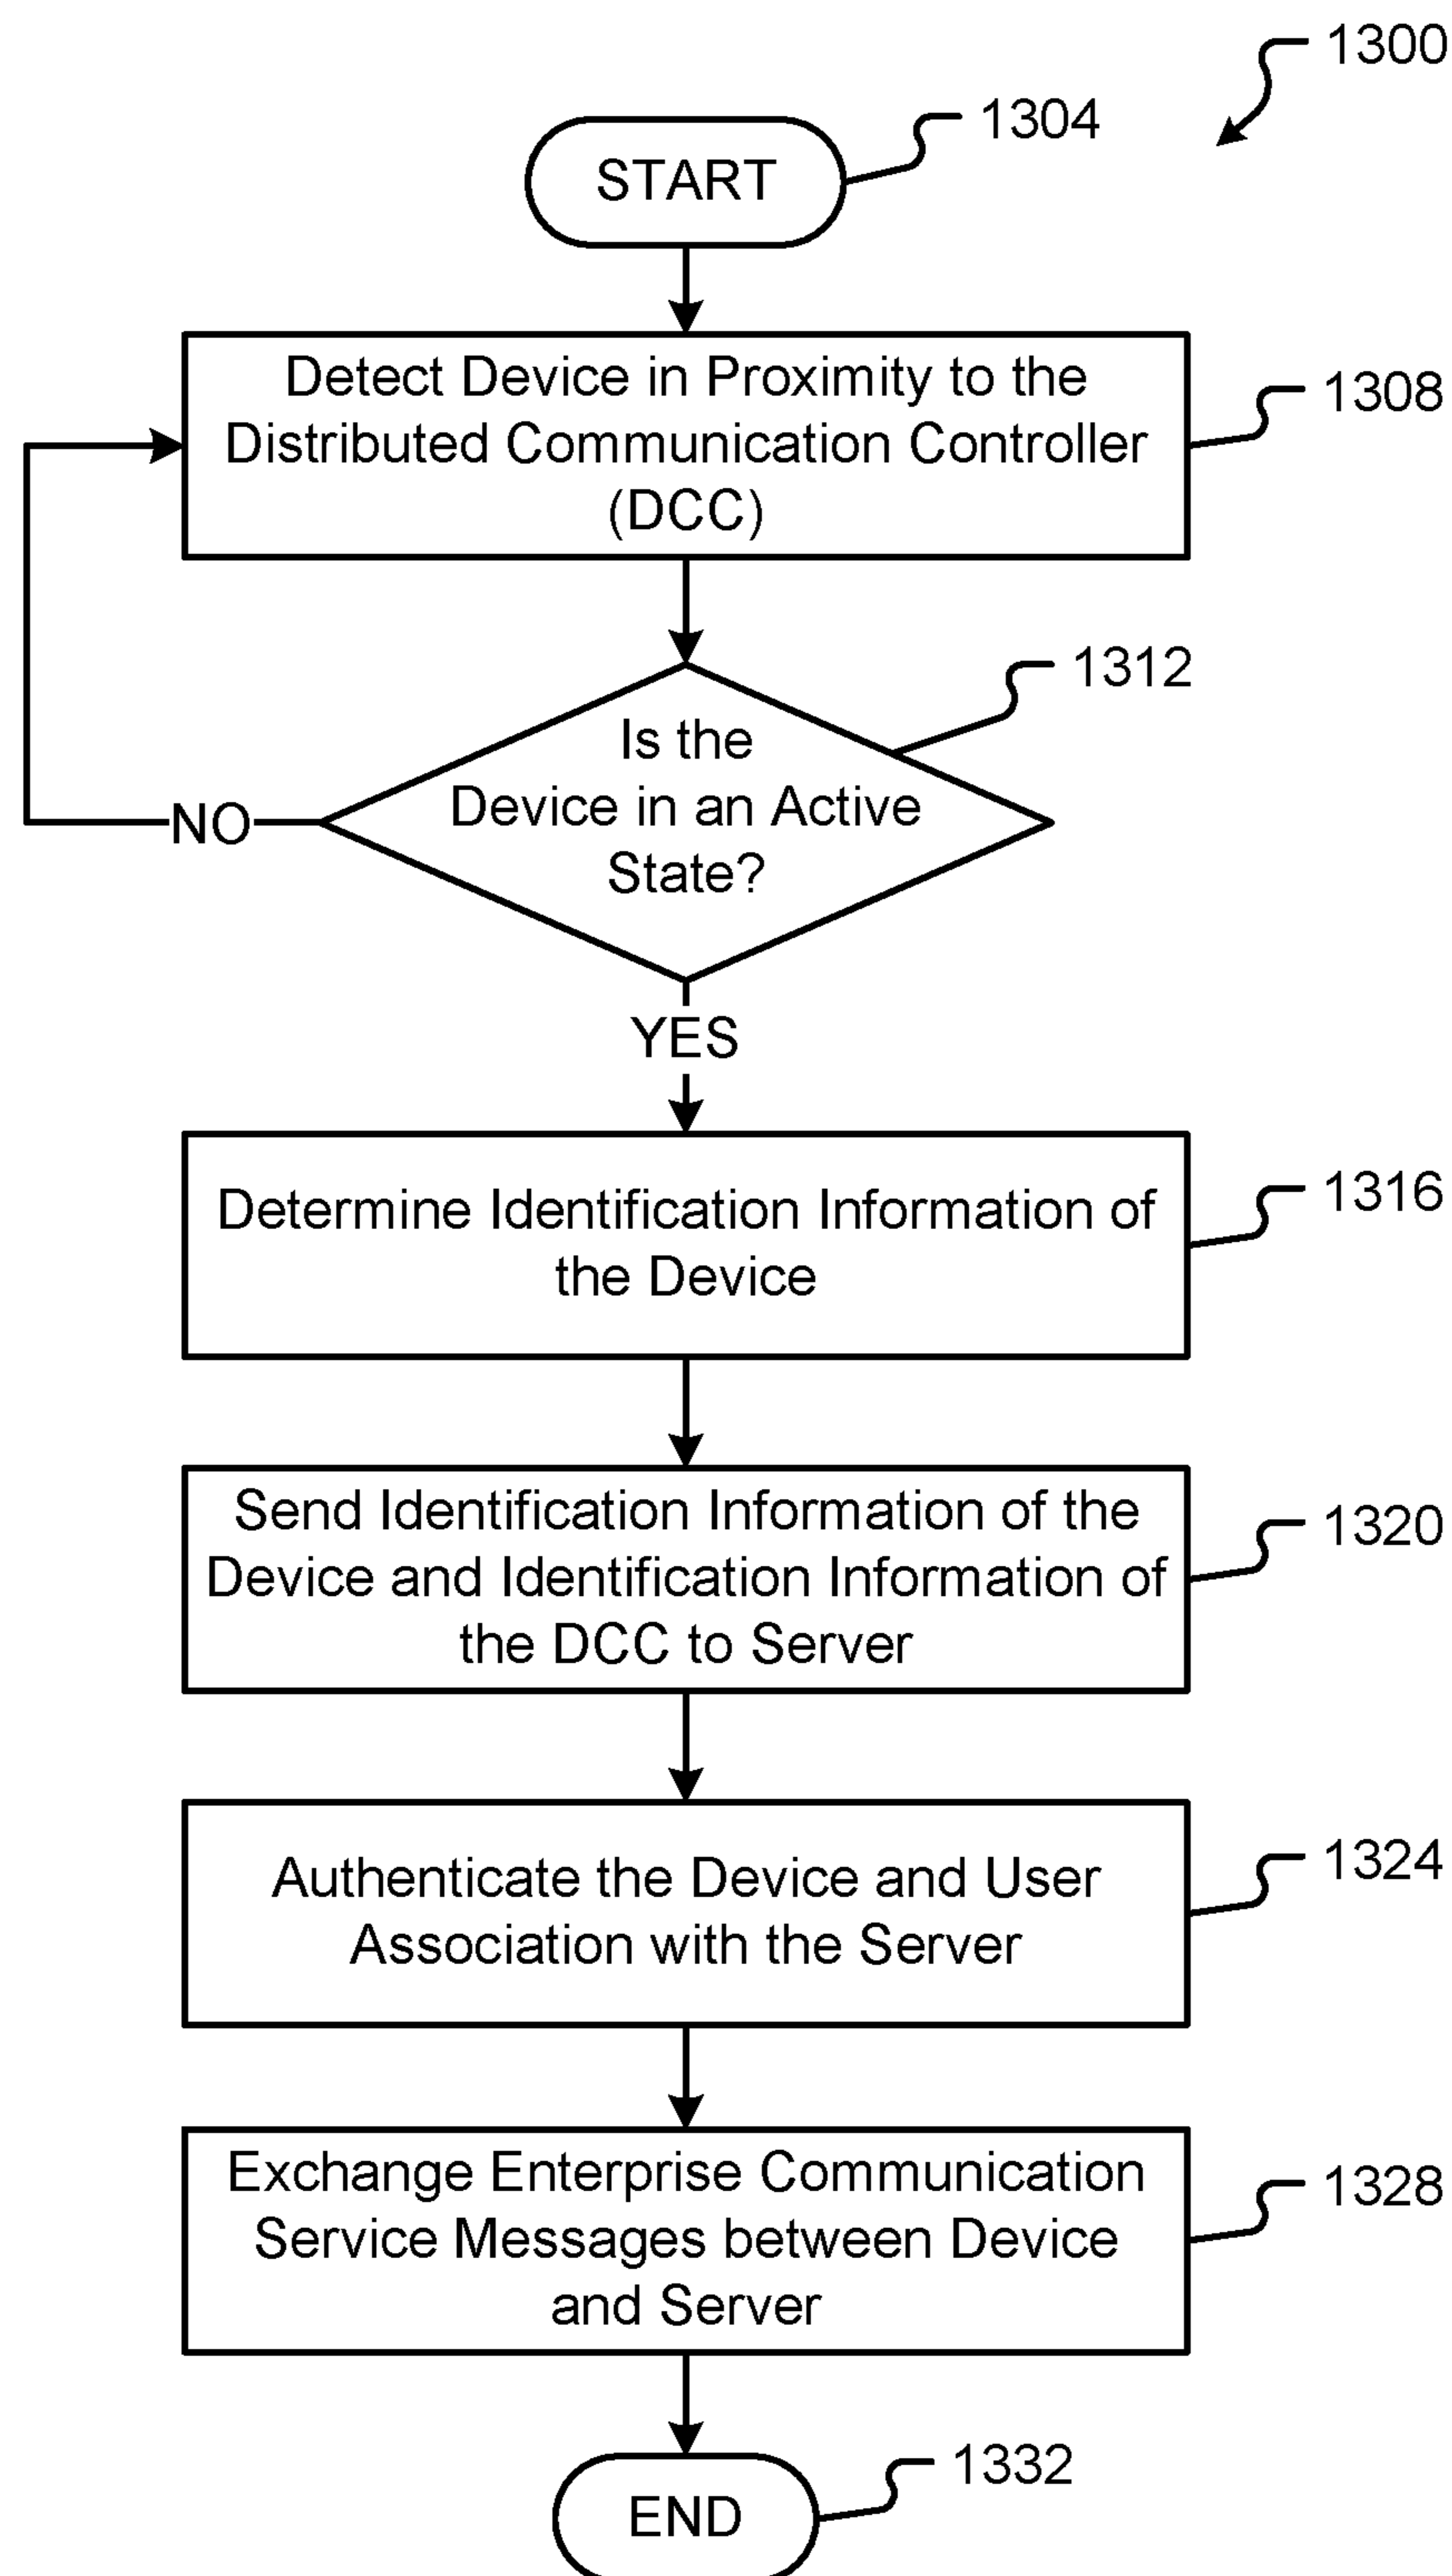 1300
1304
START
Detect Device in Proximity to the
Distributed Communication Controller
(DCC)
1308
1312
Is the
Device in an Active
State?
NO
YES
Determine Identification Information of
the Device
1316
Send Identification Information of the
Device and Identification Information of
the DCC to Server
1320
Authenticate the Device and User
Association with the Server
1324
Exchange Enterprise Communication
Service Messages between Device
and Server
1328
1332
END